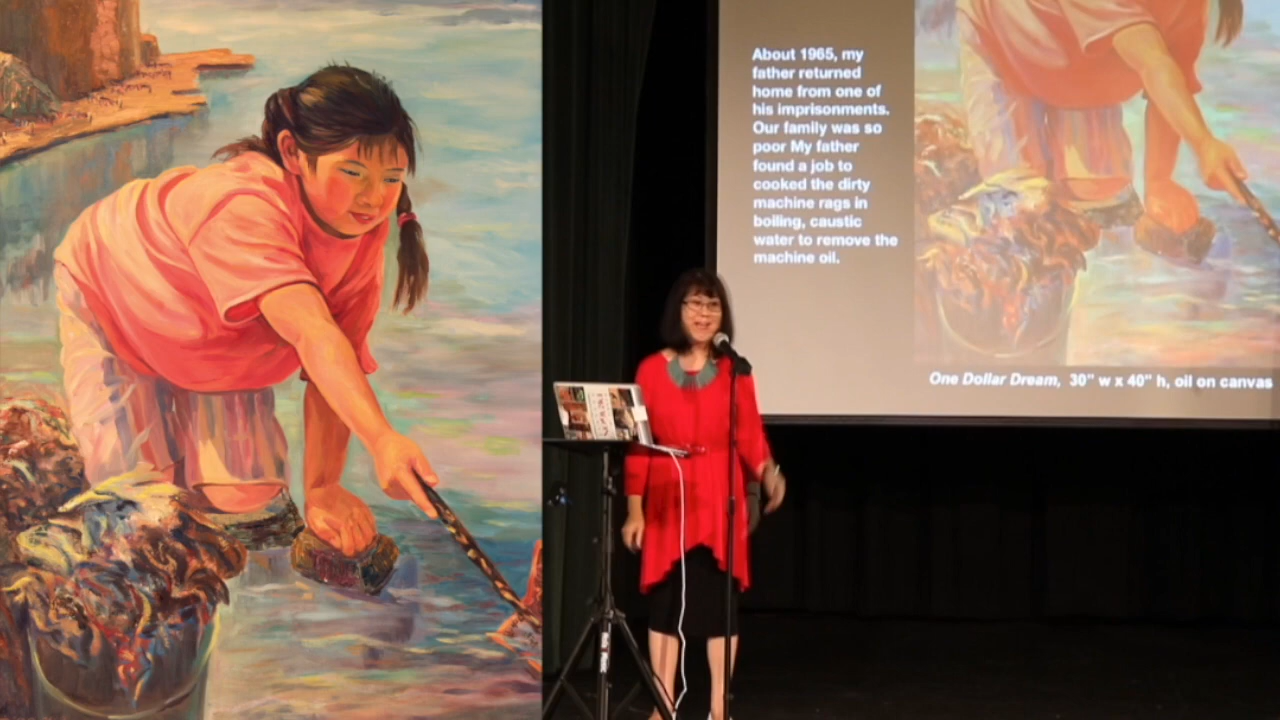 About 1965, my
father returned
home from one of
his imprisonments.
Our family was so
poor My father
found a job to
cooked the dirty
machine rags in
boiling, caustic
water to remove the
machine oil.
One Dollar Dream, 30" w x 40" h, oil on canvas